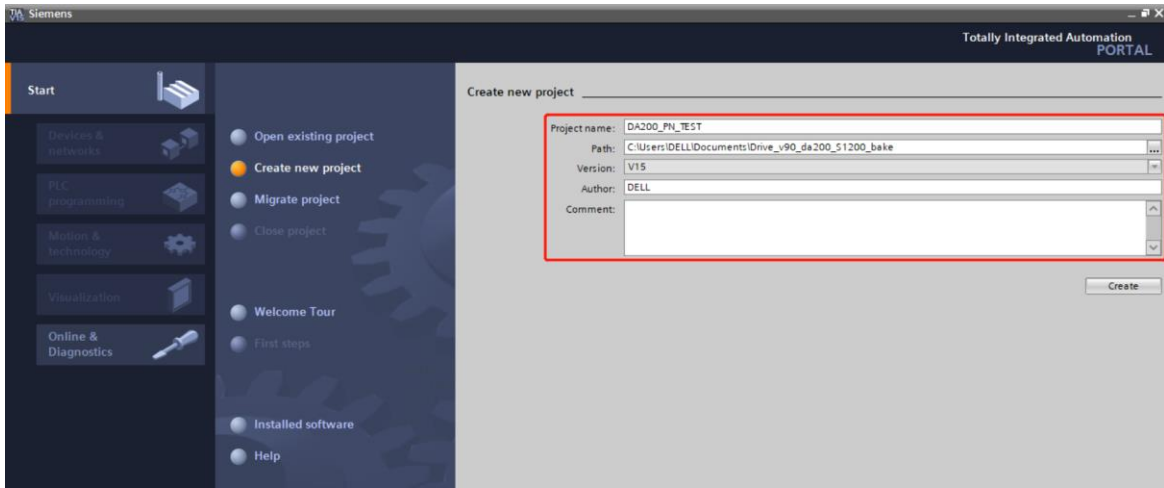 TIA Siemens
Totally Integrated Automation
PORTAL
Start
Devices &
networks
PLC
programming
Motion &
technology
Visualization
Online &
Diagnostics
Open existing project
Create new project
Migrate project
Close project
Welcome Tour
First steps
Installed software
Help
Create new project
Project name: DA200_PN_TEST
Path: C:\Users\DELL\Documents\Drive_v90_da200_S1200_bake ...
Version: V15
Author: DELL
Comment:
Create